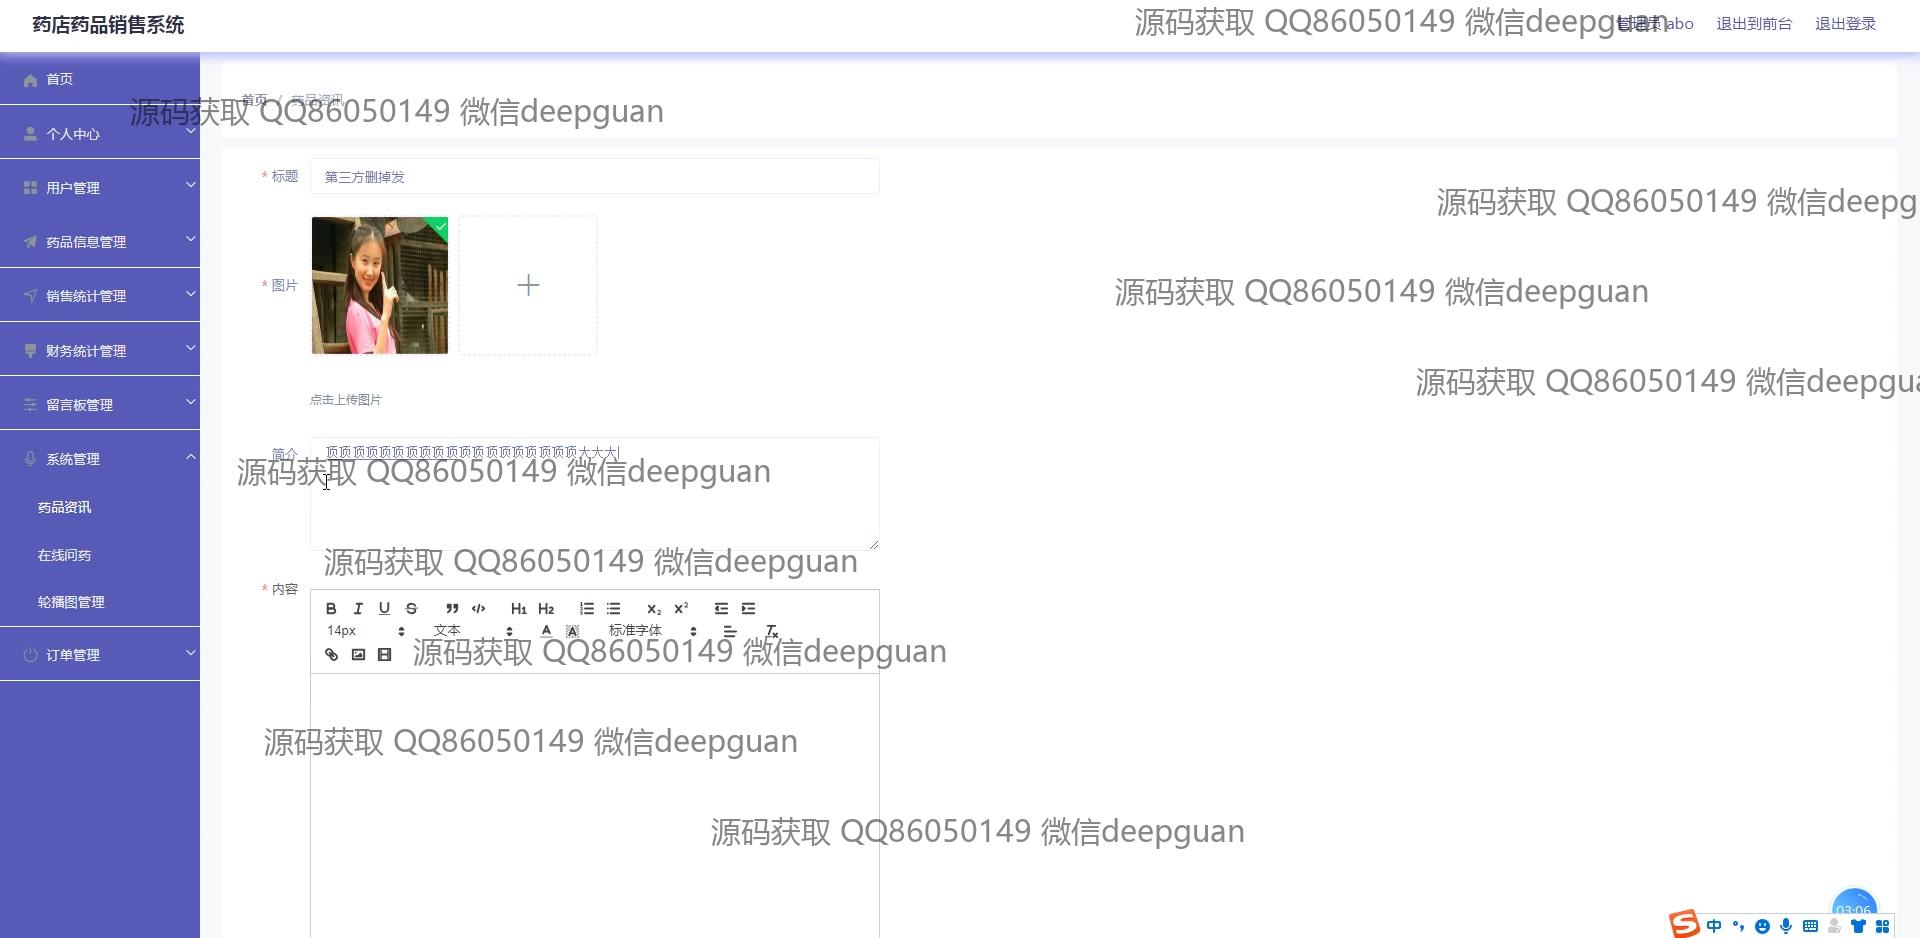 药店药品销售系统
源码获取 QQ86050149 微信deepguan
管理员 abo
退出到前台
退出登录
首页
首页 / 药品资讯
源码获取 QQ86050149 微信deepguan
个人中心
* 标题
第三方删掉发
用户管理
源码获取 QQ86050149 微信deepg
药品信息管理
* 图片
销售统计管理
源码获取 QQ86050149 微信deepguan
财务统计管理
源码获取 QQ86050149 微信deepgua
点击上传图片
留言板管理
简介
顶顶顶顶顶顶顶顶顶顶顶顶顶顶顶顶顶顶顶大大大
系统管理
源码获取 QQ86050149 微信deepguan
药品资讯
在线问药
源码获取 QQ86050149 微信deepguan
* 内容
轮播图管理
B I U S H1 H2 x2 x2
14px 文本 A A 标准字体 Tx
订单管理
源码获取 QQ86050149 微信deepguan
源码获取 QQ86050149 微信deepguan
源码获取 QQ86050149 微信deepguan
03:06
S 中